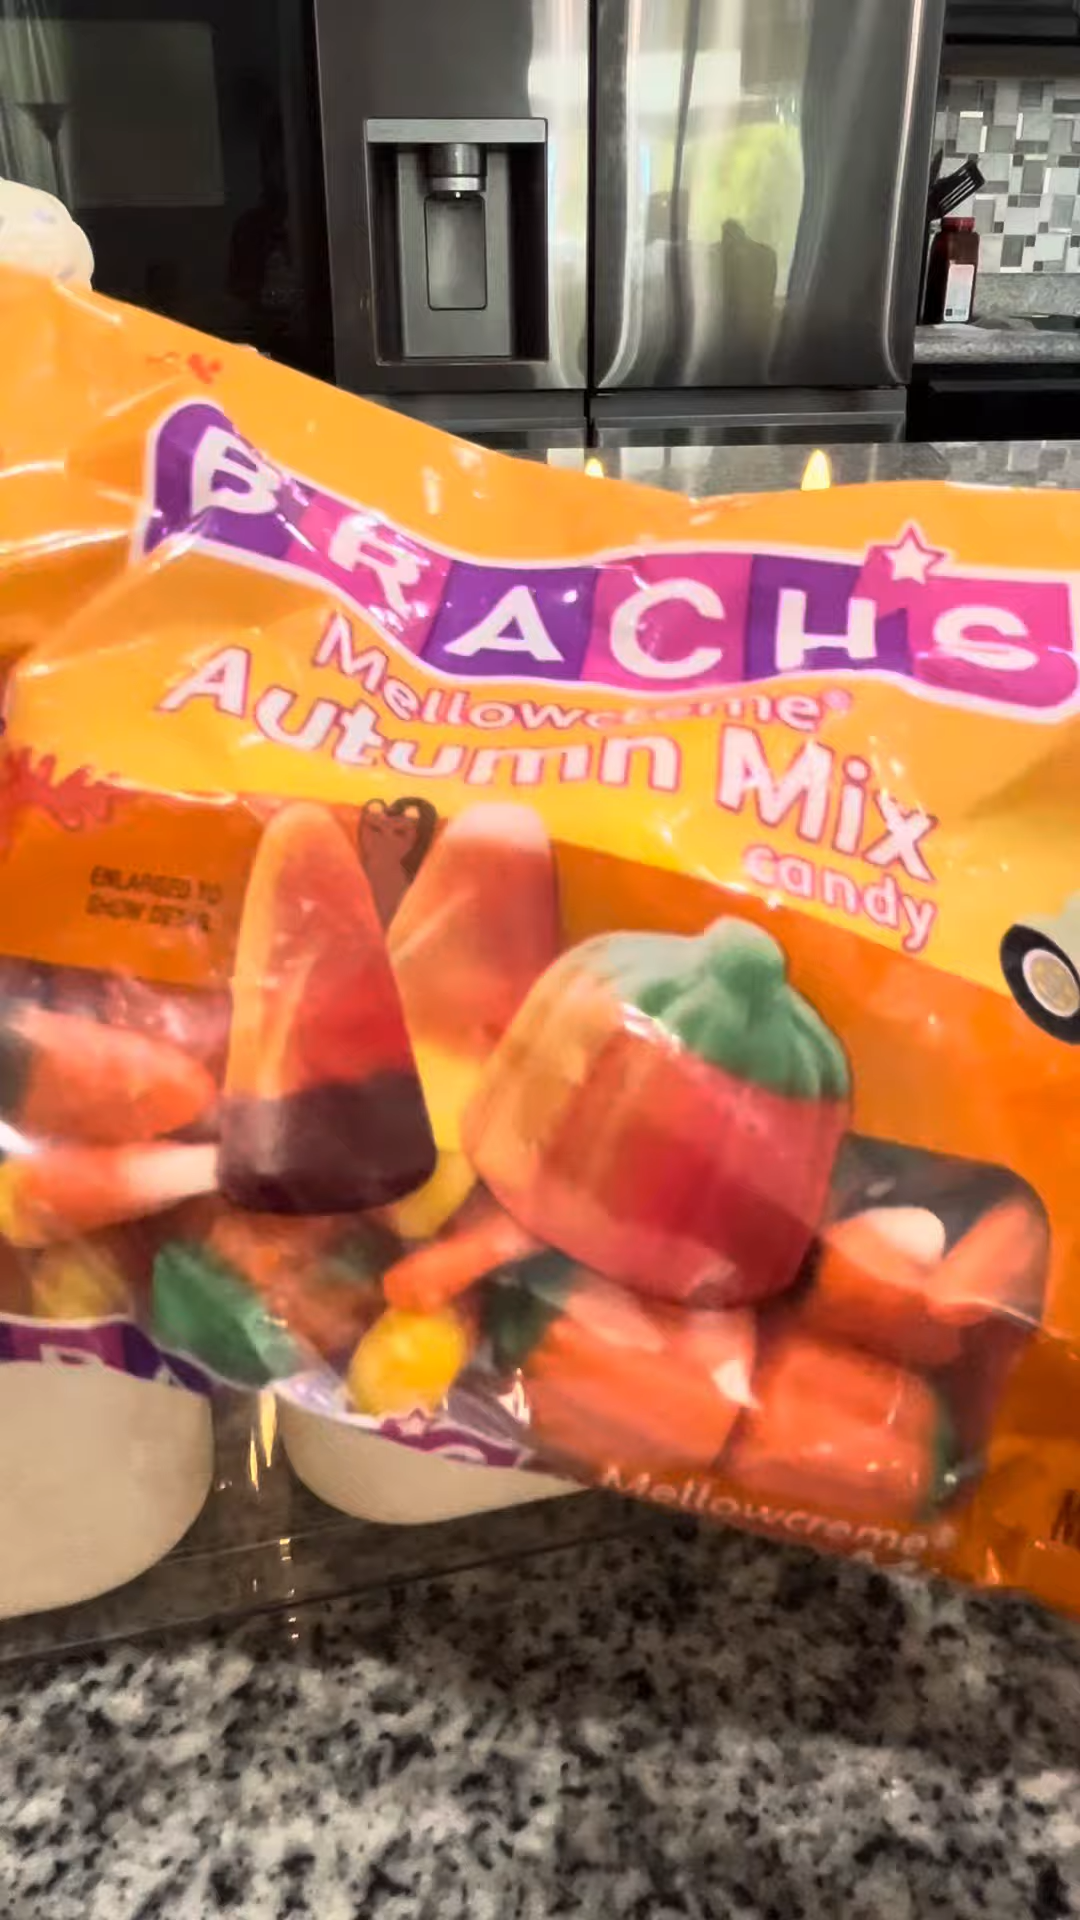 BRACH'S
Mellowcreme®
Autumn Mix
candy
ENLARGED TO
SHOW DETAIL
Mellowcreme®